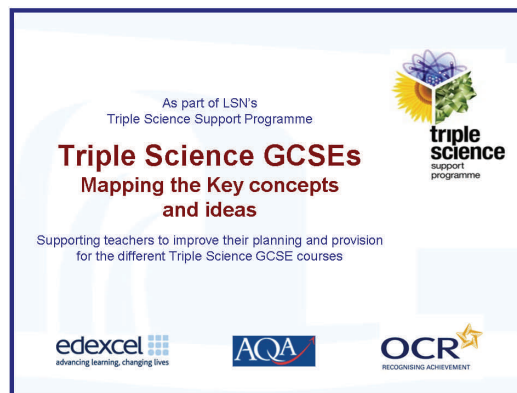 As part of LSN's
Triple Science Support Programme
triple
science
support
programme
Triple Science GCSEs
Mapping the Key concepts
and ideas
Supporting teachers to improve their planning and provision
for the different Triple Science GCSE courses
edexcel
advancing learning, changing lives
AQA
OCR
RECOGNISING ACHIEVEMENT